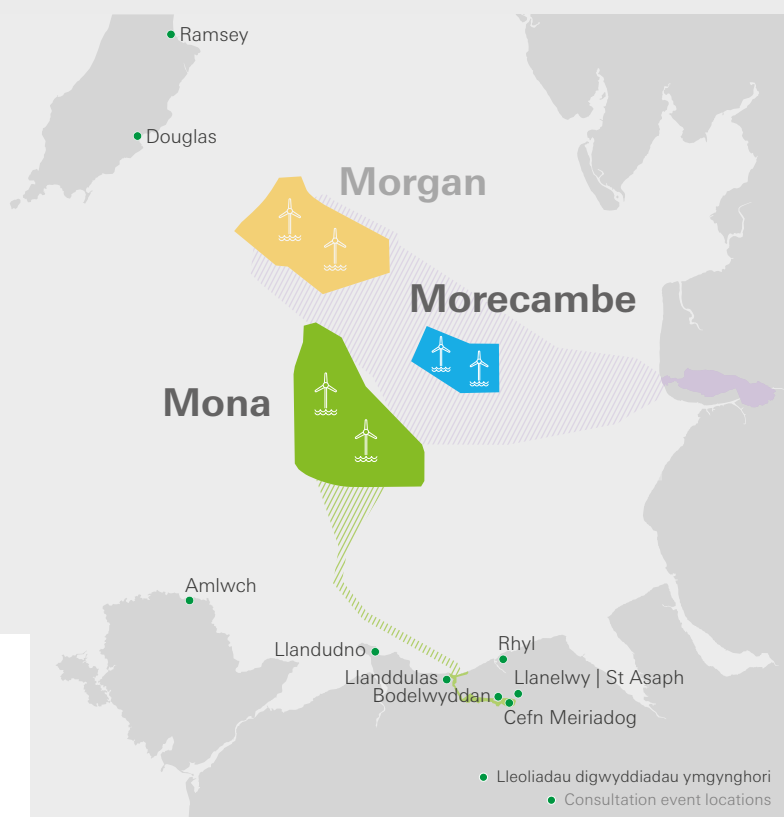 Ramsey
Douglas
Morgan
Morecambe
Mona
Amlwch
Llandudno
Rhyl
Llanddulas
Llanelwy | St Asaph
Bodelwyddan
Cefn Meiriadog
Lleoliadau digwyddiadau ymgynghori
Consultation event locations